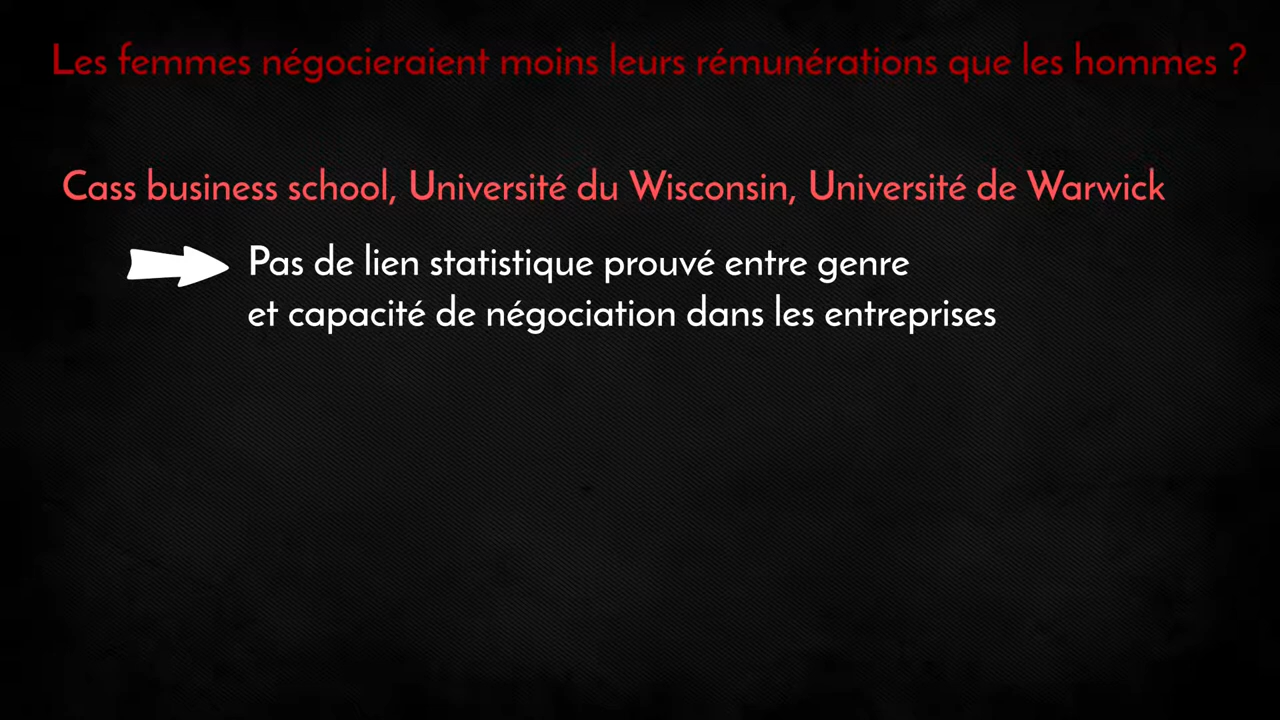 Les femmes négocieraient moins leurs rémunérations que les hommes ?
Cass business school, Université du Wisconsin, Université de Warwick
Pas de lien statistique prouvé entre genre
et capacité de négociation dans les entreprises